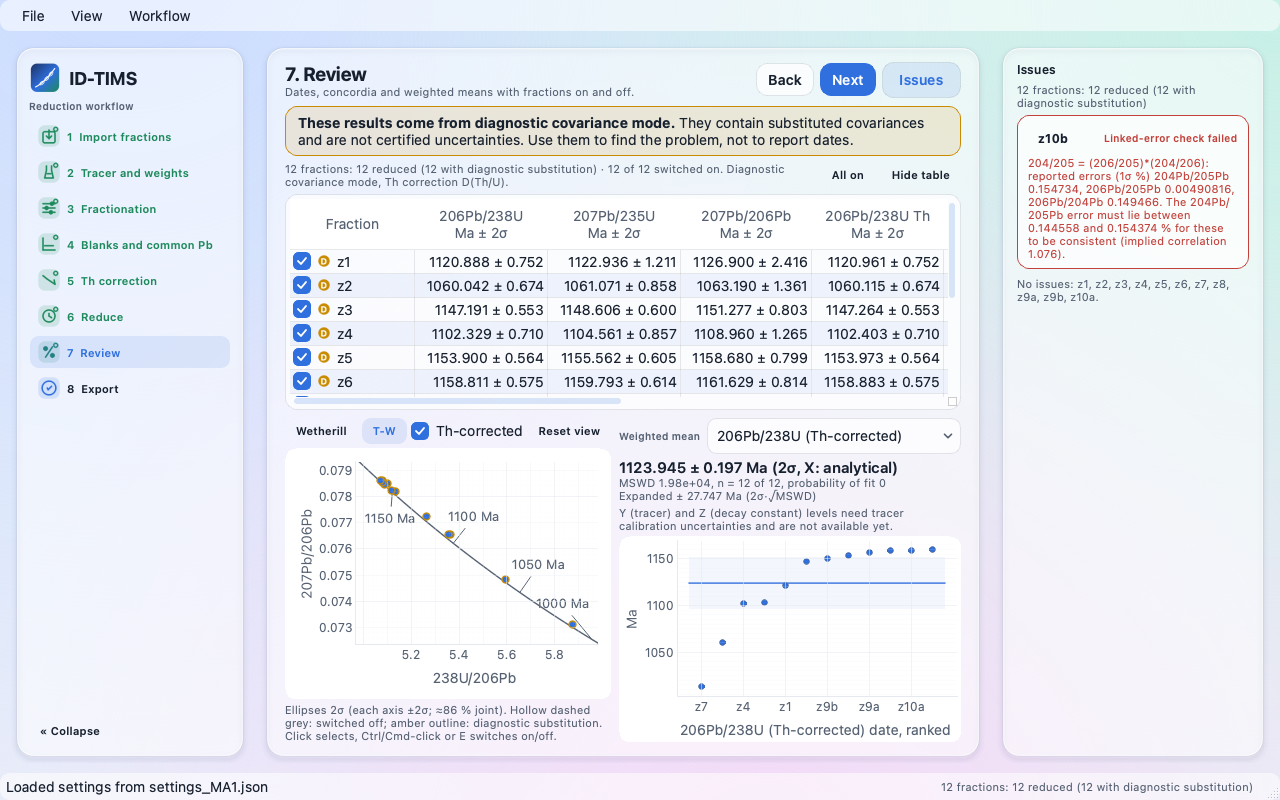 File View Workflow
ID-TIMS
Reduction workflow
1 Import fractions
2 Tracer and weights
3 Fractionation
4 Blanks and common Pb
5 Th correction
6 Reduce
7 Review
8 Export
« Collapse
7. Review
Dates, concordia and weighted means with fractions on and off.
Back Next Issues
These results come from diagnostic covariance mode. They contain substituted covariances
and are not certified uncertainties. Use them to find the problem, not to report dates.
12 fractions: 12 reduced (12 with diagnostic substitution) · 12 of 12 switched on. Diagnostic
covariance mode, Th correction D(Th/U).
All on Hide table
Fraction 206Pb/238U Ma ± 2σ 207Pb/235U Ma ± 2σ 207Pb/206Pb Ma ± 2σ 206Pb/238U Th Ma ± 2σ
D z1 1120.888 ± 0.752 1122.936 ± 1.211 1126.900 ± 2.416 1120.961 ± 0.752
D z2 1060.042 ± 0.674 1061.071 ± 0.858 1063.190 ± 1.361 1060.115 ± 0.674
D z3 1147.191 ± 0.553 1148.606 ± 0.600 1151.277 ± 0.803 1147.264 ± 0.553
D z4 1102.329 ± 0.710 1104.561 ± 0.857 1108.960 ± 1.265 1102.403 ± 0.710
D z5 1153.900 ± 0.564 1155.562 ± 0.605 1158.680 ± 0.799 1153.973 ± 0.564
D z6 1158.811 ± 0.575 1159.793 ± 0.614 1161.629 ± 0.814 1158.883 ± 0.575
Wetherill T-W Th-corrected Reset view
0.079
0.078
0.077
0.076
0.075
0.074
0.073
207Pb/206Pb
1150 Ma
1100 Ma
1050 Ma
1000 Ma
5.2 5.4 5.6 5.8
238U/206Pb
Ellipses 2σ (each axis ±2σ; ≈86 % joint). Hollow dashed
grey: switched off; amber outline: diagnostic substitution.
Click selects, Ctrl/Cmd-click or E switches on/off.
Weighted mean 206Pb/238U (Th-corrected)
1123.945 ± 0.197 Ma (2σ, X: analytical)
MSWD 1.98e+04, n = 12 of 12, probability of fit 0
Expanded ± 27.747 Ma (2σ·√MSWD)
Y (tracer) and Z (decay constant) levels need tracer
calibration uncertainties and are not available yet.
1150
1100
1050
Ma
z7 z4 z1 z9b z9a z10a
206Pb/238U (Th-corrected) date, ranked
Issues
12 fractions: 12 reduced (12 with
diagnostic substitution)
z10b Linked-error check failed
204/205 = (206/205)*(204/206):
reported errors (1σ %) 204Pb/205Pb
0.154734, 206Pb/205Pb 0.00490816,
206Pb/204Pb 0.149466. The 204Pb/
205Pb error must lie between
0.144558 and 0.154374 % for these
to be consistent (implied correlation
1.076).
No issues: z1, z2, z3, z4, z5, z6, z7, z8,
z9a, z9b, z10a.
Loaded settings from settings_MA1.json
12 fractions: 12 reduced (12 with diagnostic substitution)